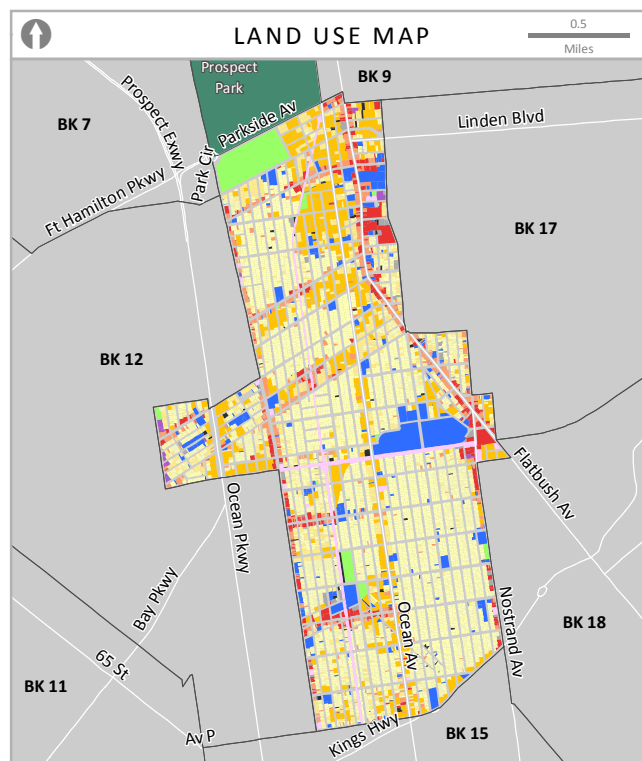 LAND USE MAP
0.5
Miles
Prospect
Park
BK 9
Prospect Expwy
BK 7
Parkside Av
Linden Blvd
Park Cir
Ft Hamilton Pkwy
BK 17
BK 12
Flatbush Av
Ocean Pkwy
Bay Pkwy
Ocean Av
Nostrand Av
BK 18
65 St
BK 11
Av P
Kings Hwy
BK 15